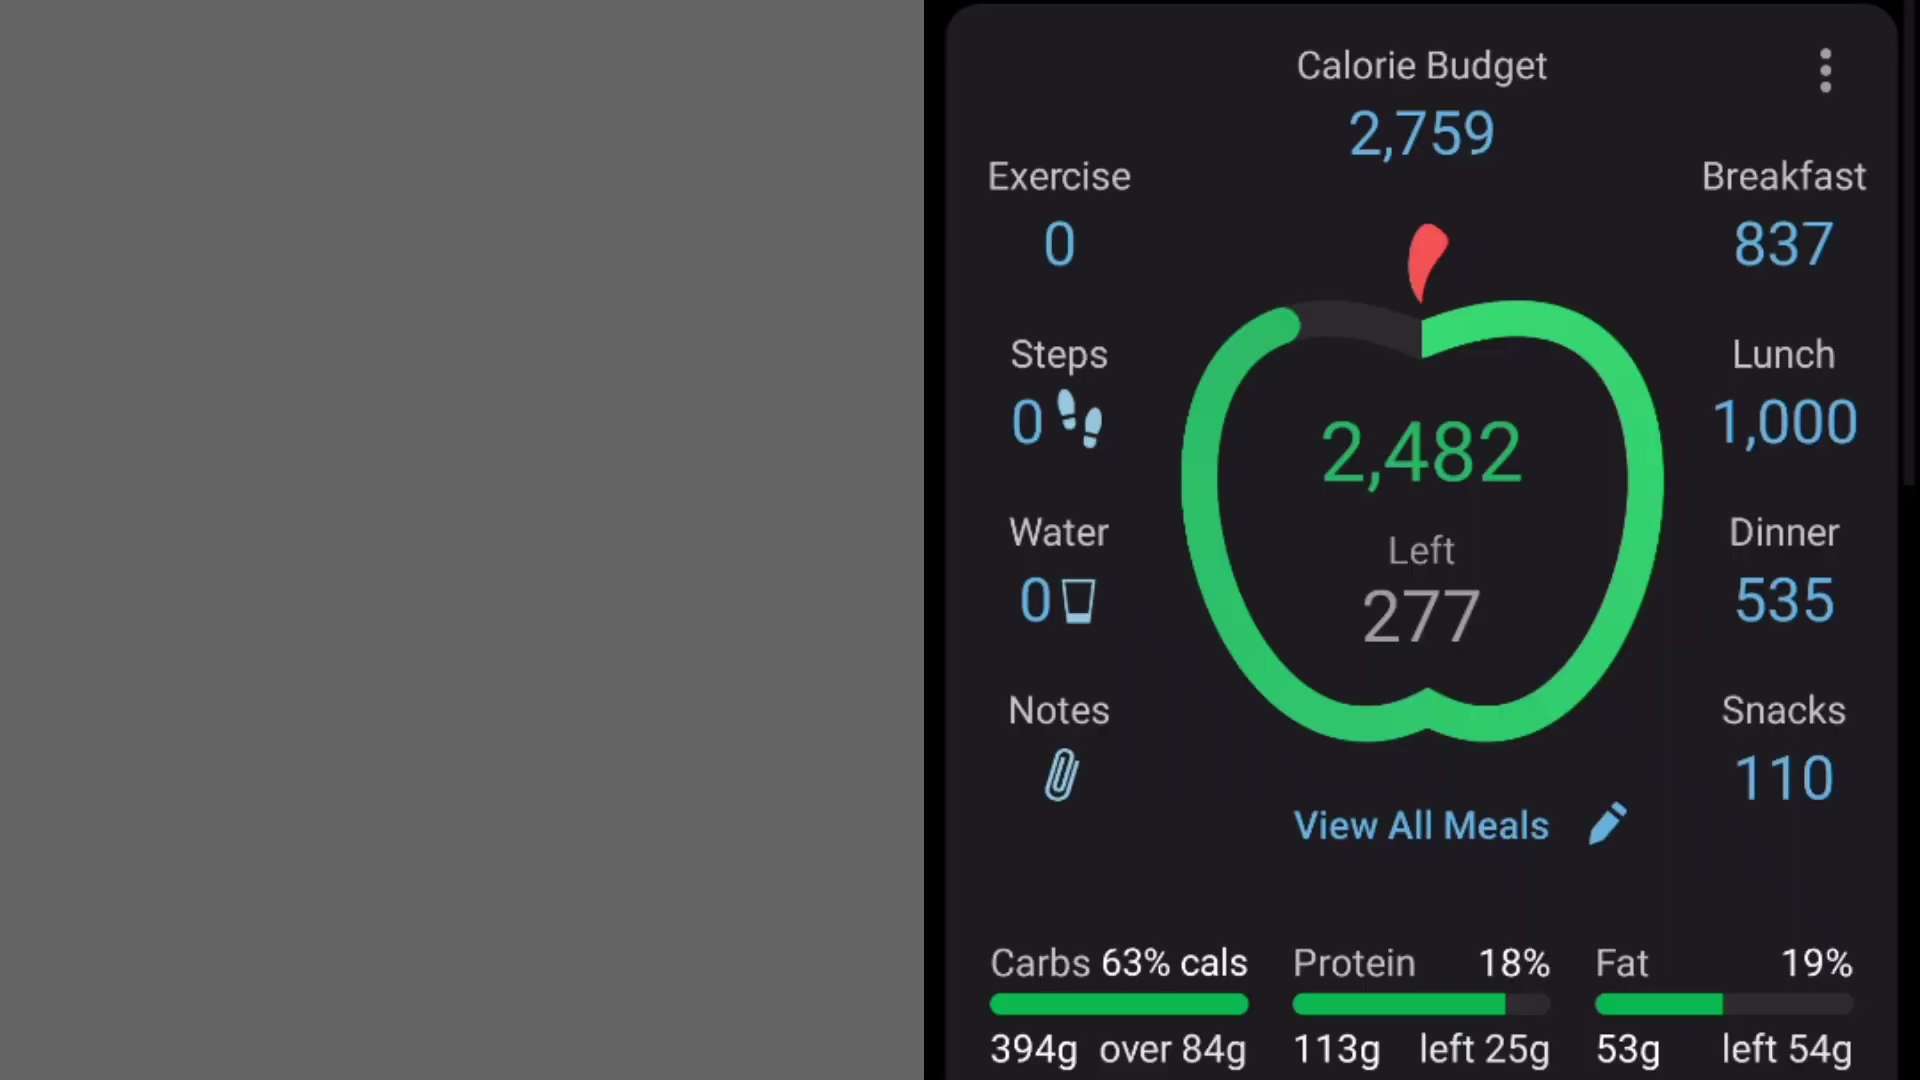 Calorie Budget
2,759
Exercise
0
Breakfast
837
Steps
0
Lunch
1,000
2,482
Left
277
Water
0
Dinner
535
Notes
Snacks
110
View All Meals
Carbs 63% cals
394g over 84g
Protein 18%
113g left 25g
Fat 19%
53g left 54g